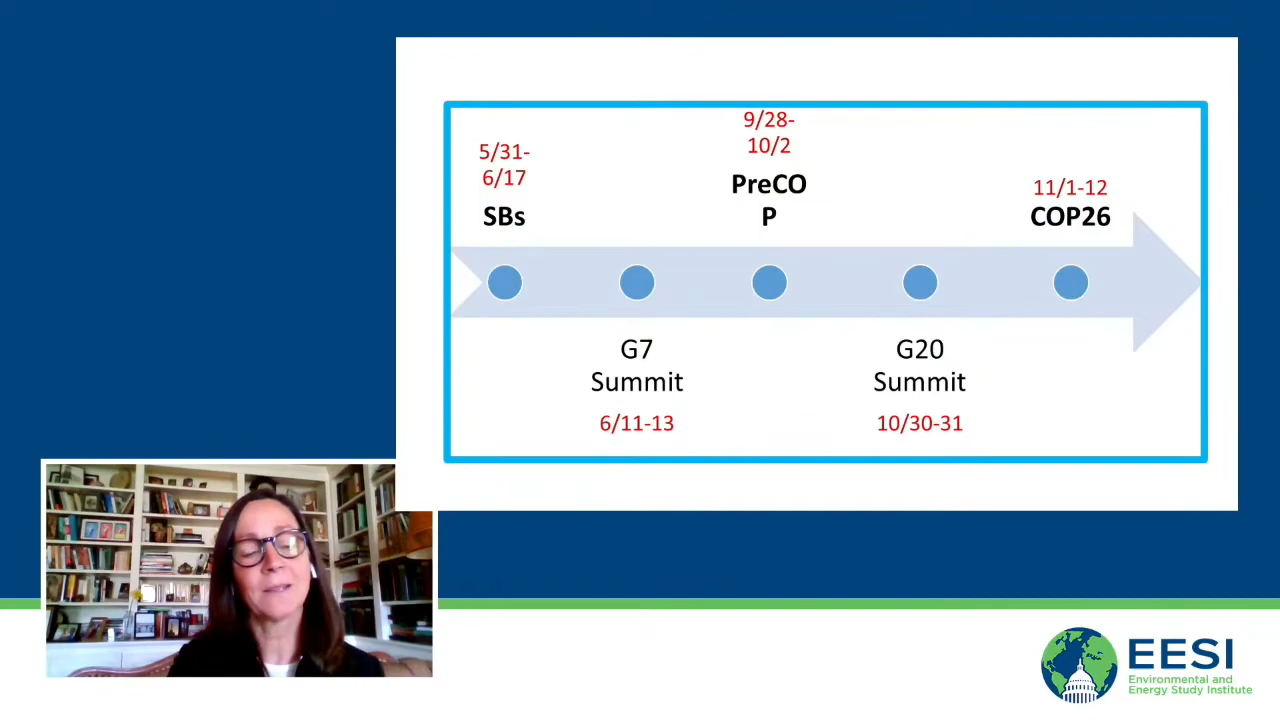 5/31-
6/17
SBs
9/28-
10/2
PreCO
P
11/1-12
COP26
G7
Summit
6/11-13
G20
Summit
10/30-31
EESI
Environmental and
Energy Study Institute